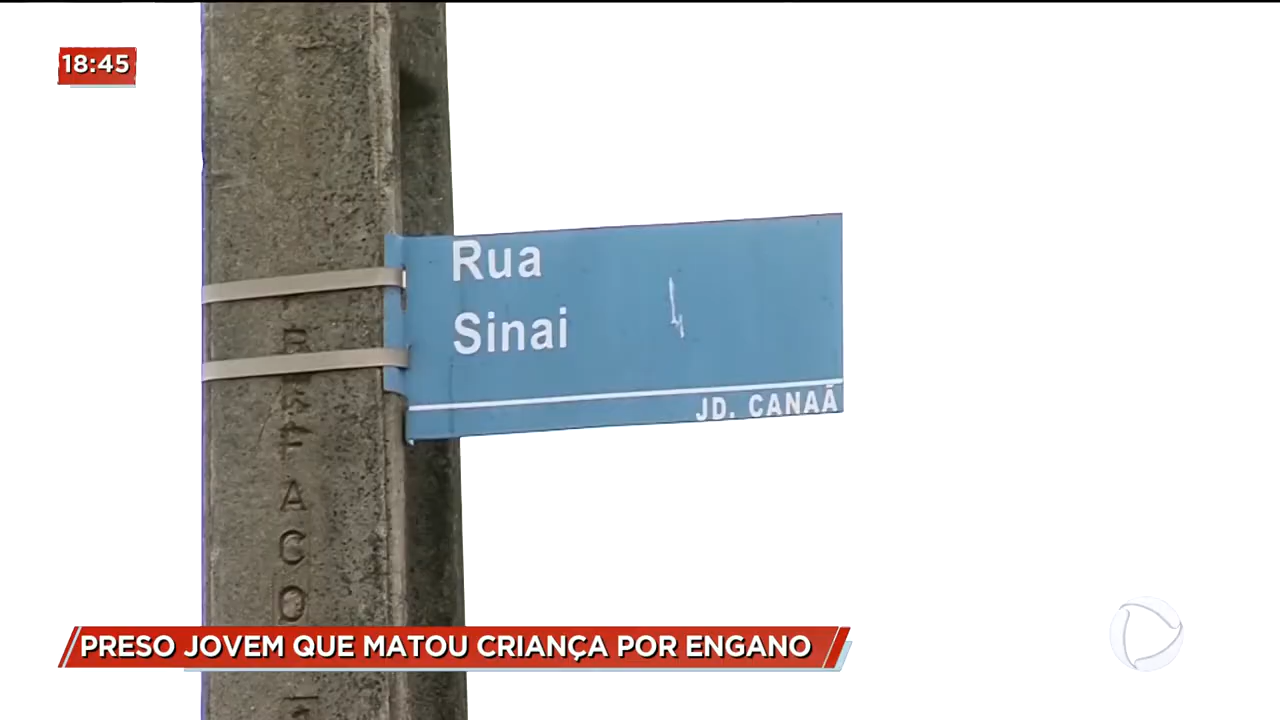 18:45
Rua
Sinai
JD. CANAÃ
PRESO JOVEM QUE MATOU CRIANÇA POR ENGANO